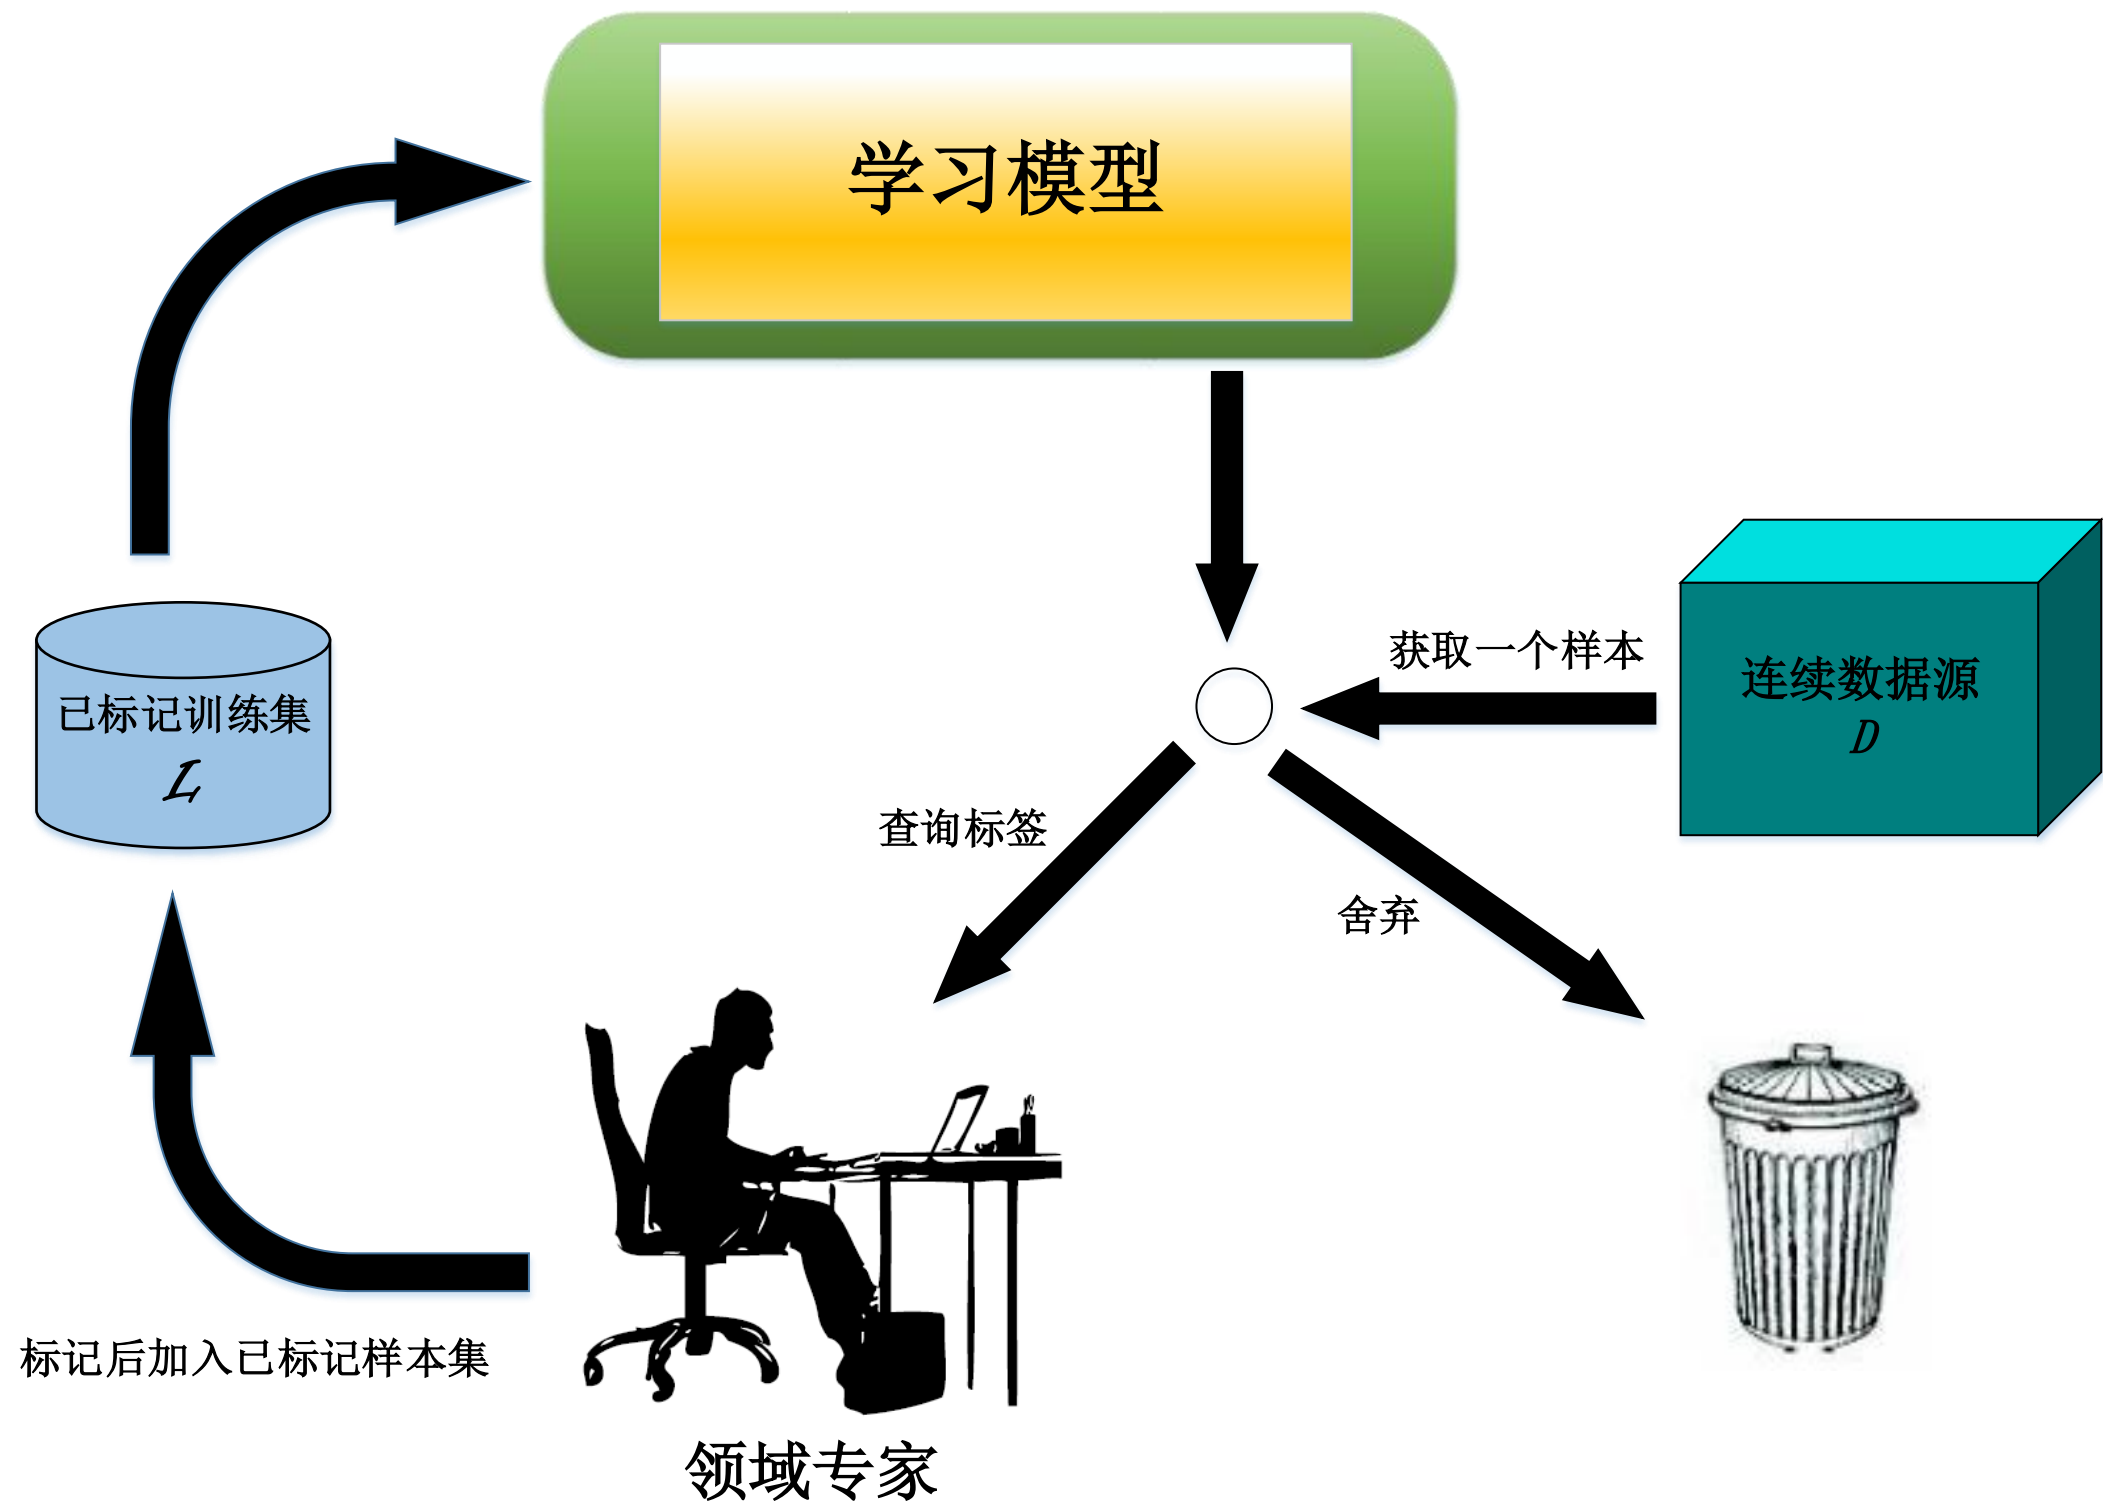 学习模型
获取一个样本
连续数据源
D
已标记训练集
L
查询标签
舍弃
标记后加入已标记样本集
领域专家